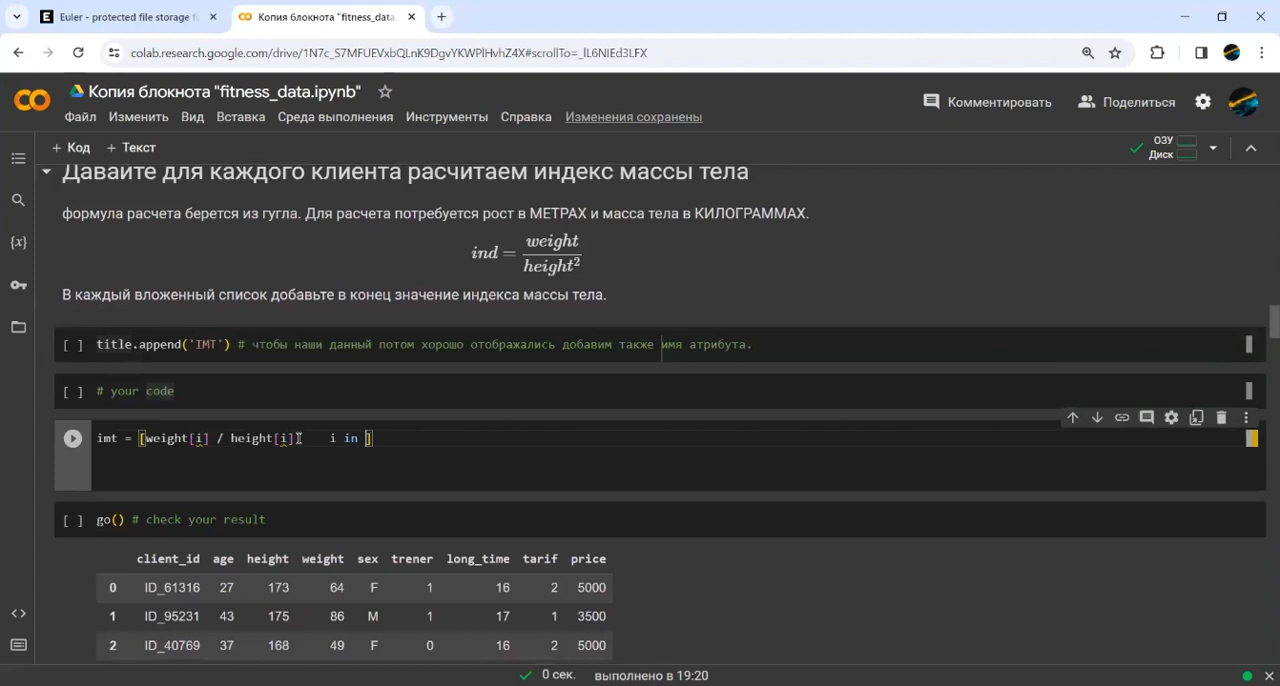 Euler - protected file storage f
Копия блокнота "fitness_data.
colab.research.google.com/drive/1N7c_S7MFUEVxbQLnK9DgvYKWPlHvhZ4X#scrollTo=_lL6NIEd3LFX
Копия блокнота "fitness_data.ipynb"
Комментировать
Поделиться
Файл Изменить Вид Вставка Среда выполнения Инструменты Справка Изменения сохранены
+ Код + Текст
ОЗУ
Диск
Давайте для каждого клиента расчитаем индекс массы тела
формула расчета берется из гугла. Для расчета потребуется рост в МЕТРАХ и масса тела в КИЛОГРАММАХ.
ind = weight / height²
В каждый вложенный список добавьте в конец значение индекса массы тела.
[ ] title.append('IMT') # чтобы наши данный потом хорошо отображались добавим также имя атрибута.
[ ] # your code
imt = [weight[i] / height[i] i in ]
[ ] go() # check your result
client_id age height weight sex trener long_time tarif price
0 ID_61316 27 173 64 F 1 16 2 5000
1 ID_95231 43 175 86 M 1 17 1 3500
2 ID_40769 37 168 49 F 0 16 2 5000
0 сек. выполнено в 19:20